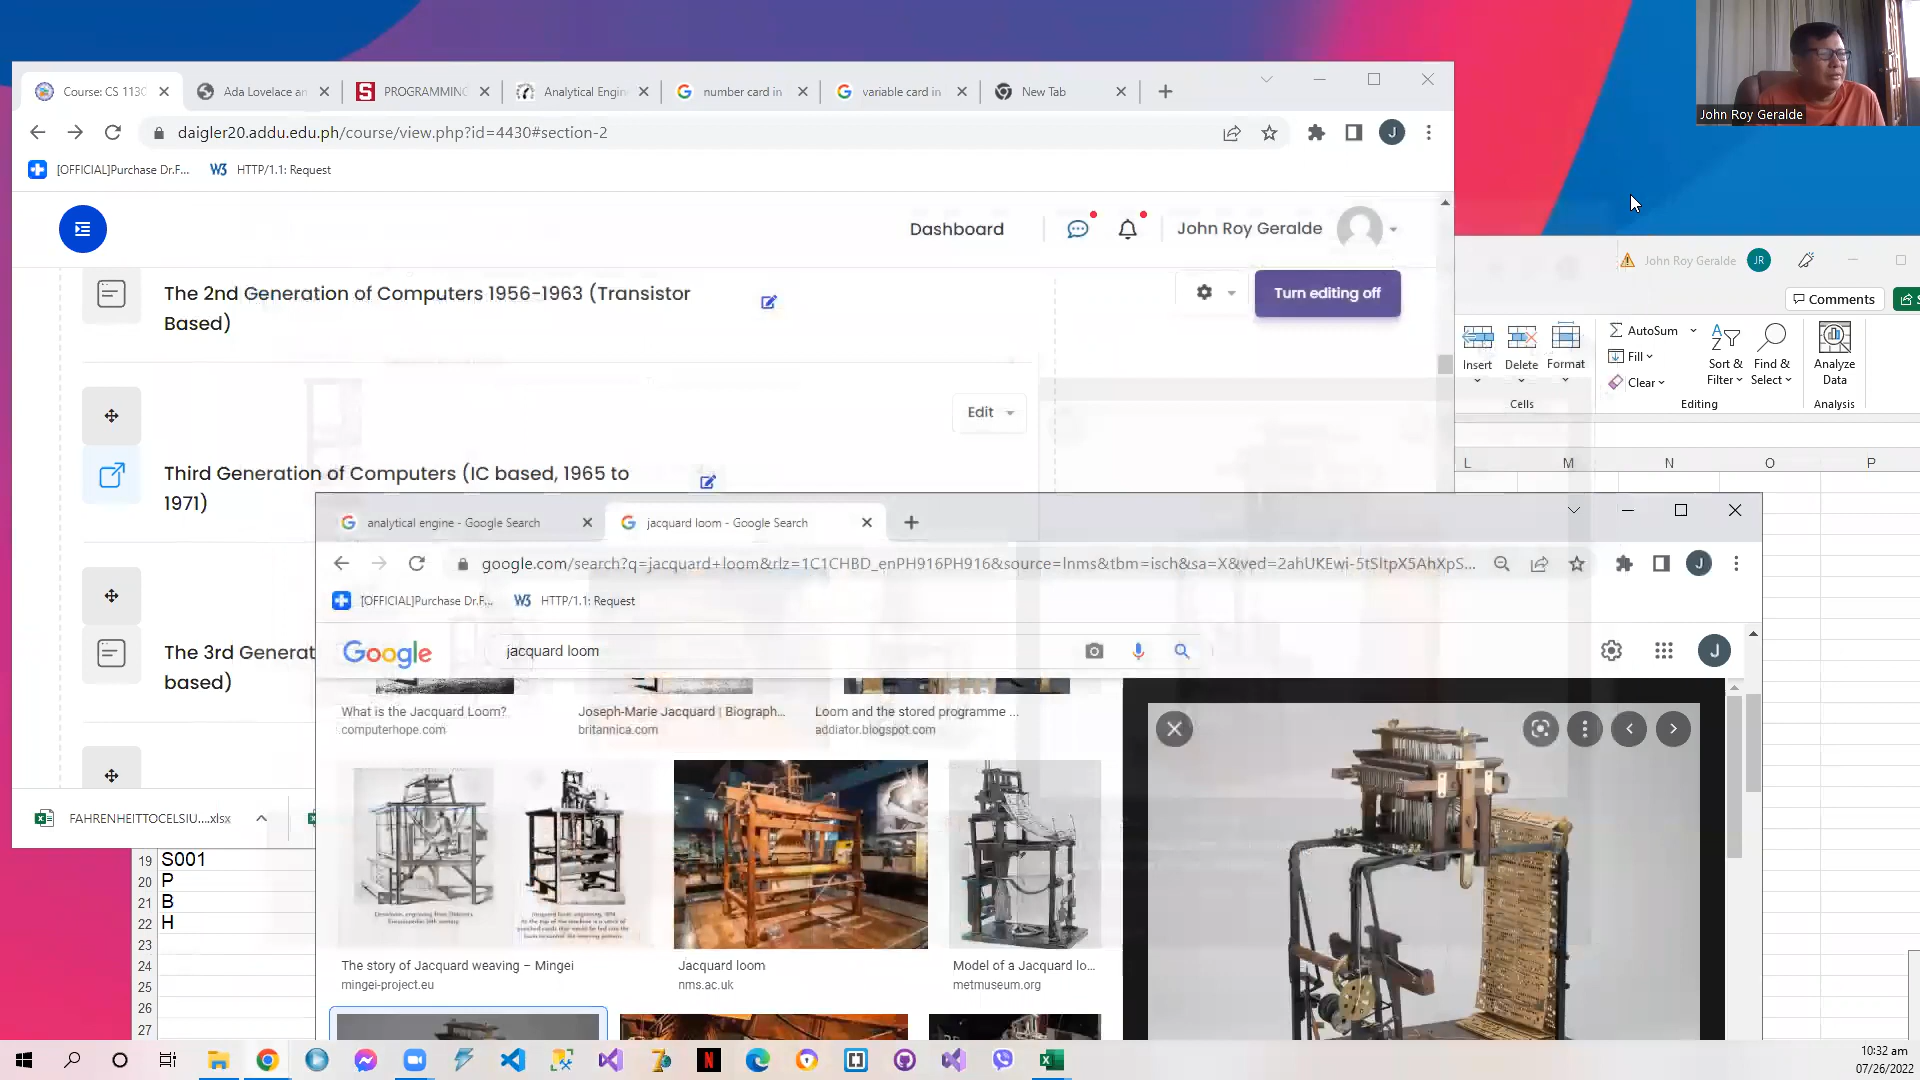 John Roy Geralde
Course: CS 113(
Ada Lovelace an
PROGRAMMING
Analytical Engin
number card in
variable card in
New Tab
daigler20.addu.edu.ph/course/view.php?id=4430#section-2
J
[OFFICIAL]Purchase Dr.F...
W3
HTTP/1.1: Request
Dashboard
John Roy Geralde
The 2nd Generation of Computers 1956-1963 (Transistor
Based)
Turn editing off
Edit
Third Generation of Computers (IC based, 1965 to
1971)
The 3rd Generat
based)
FAHRENHEITTOCELSIU....xlsx
John Roy Geralde
JR
Comments
Insert
Delete
Format
Cells
AutoSum
Fill
Clear
Sort &
Filter
Find &
Select
Editing
Analyze
Data
Analysis
L
M
N
O
P
analytical engine - Google Search
jacquard loom - Google Search
google.com/search?q=jacquard+loom&rlz=1C1CHBD_enPH916PH916&source=lnms&tbm=isch&sa=X&ved=2ahUKEwi-5tSltpX5AhXpS...
J
[OFFICIAL]Purchase Dr.F...
W3
HTTP/1.1: Request
Google
jacquard loom
J
What is the Jacquard Loom?
computerhope.com
Joseph-Marie Jacquard | Biograph...
britannica.com
Loom and the stored programme ...
addiator.blogspot.com
The story of Jacquard weaving – Mingei
mingei-project.eu
Jacquard loom
nms.ac.uk
Model of a Jacquard lo...
metmuseum.org
19 S001
20 P
21 B
22 H
23
24
25
26
27
10:32 am
07/26/2022